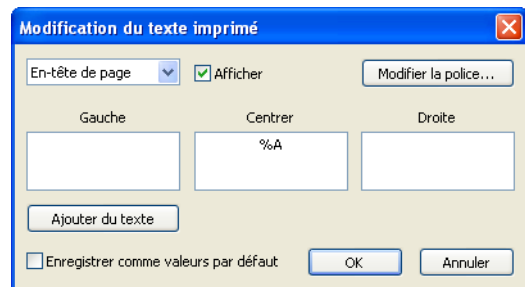 Modification du texte imprimé
En-tête de page
Afficher
Modifier la police...
Gauche
Centrer
Droite
%A
Ajouter du texte
Enregistrer comme valeurs par défaut
OK
Annuler